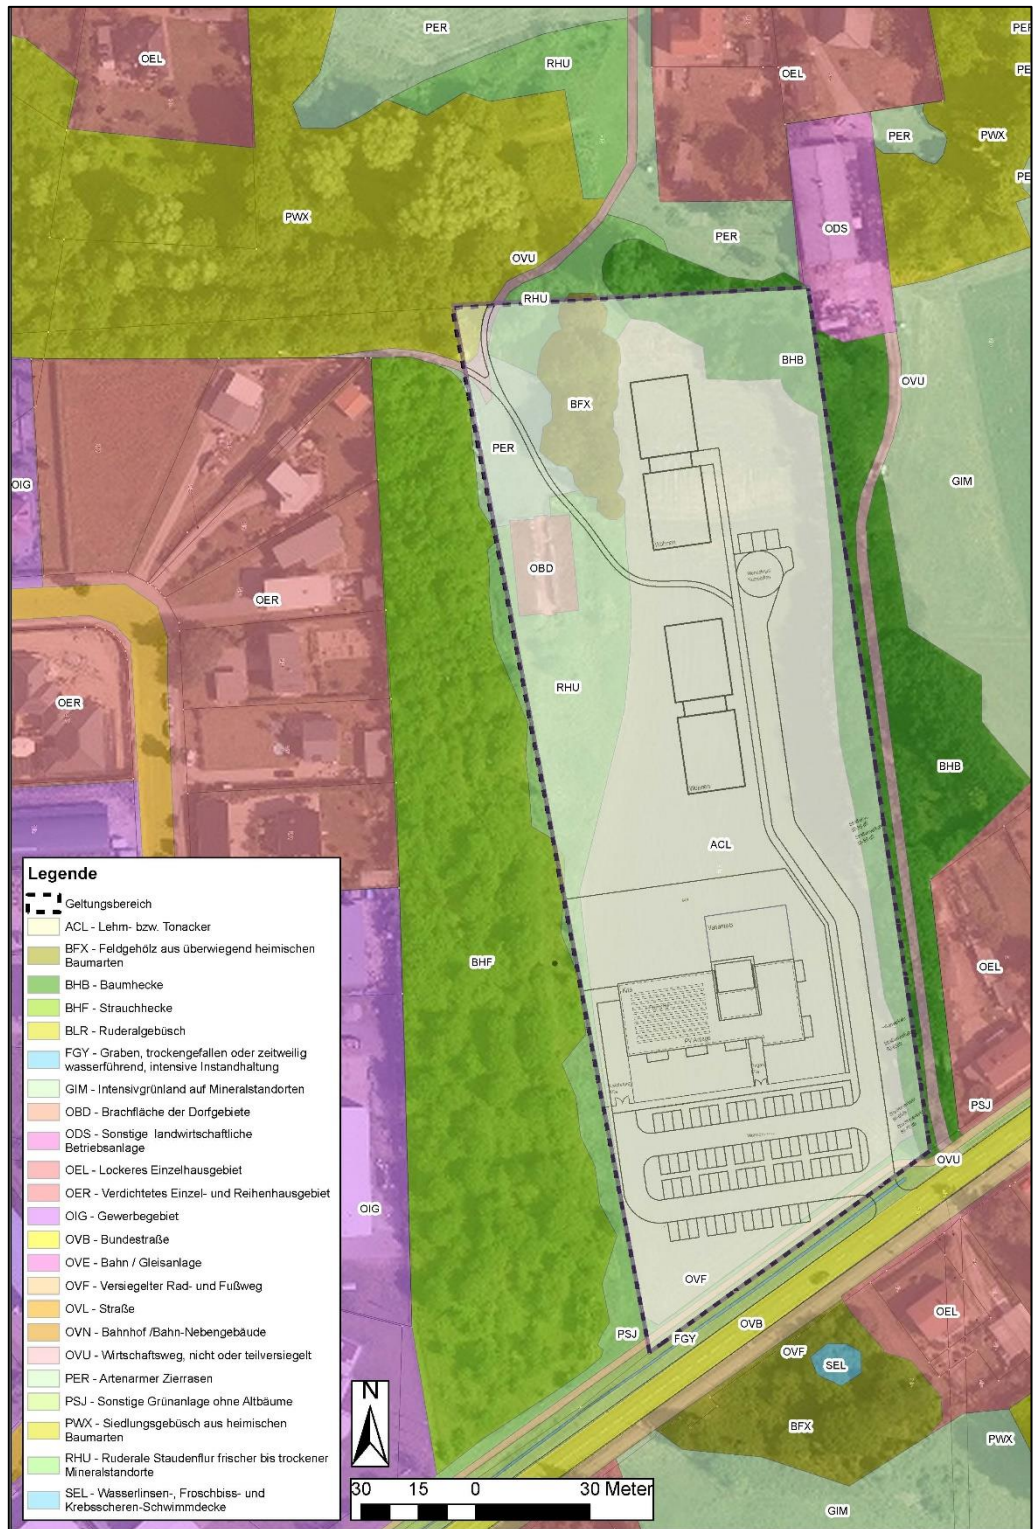 PER
PER
OEL
RHU
OEL
PE
PER
PWX
PE
PWX
ODS
PER
OVU
RHU
BHB
OVU
BFX
PER
OIG
GIM
Wohnen
OBD
OER
RHU
OER
Wohnen
BHB
ACL
OEL
BHF
PSJ
OVU
OIG
OVF
PSJ
FGY
OVB
OEL
OVF
SEL
BFX
PWX
GIM
Legende
Geltungsbereich
ACL - Lehm- bzw. Tonacker
BFX - Feldgehölz aus überwiegend heimischen
Baumarten
BHB - Baumhecke
BHF - Strauchhecke
BLR - Ruderalgebüsch
FGY - Graben, trockengefallen oder zeitweilig
wasserführend, intensive Instandhaltung
GIM - Intensivgrünland auf Mineralstandorten
OBD - Brachfläche der Dorfgebiete
ODS - Sonstige landwirtschaftliche
Betriebsanlage
OEL - Lockeres Einzelhausgebiet
OER - Verdichtetes Einzel- und Reihenhausgebiet
OIG - Gewerbegebiet
OVB - Bundestraße
OVE - Bahn / Gleisanlage
OVF - Versiegelter Rad- und Fußweg
OVL - Straße
OVN - Bahnhof /Bahn-Nebengebäude
OVU - Wirtschaftsweg, nicht oder teilversiegelt
PER - Artenarmer Zierrasen
PSJ - Sonstige Grünanlage ohne Altbäume
PWX - Siedlungsgebüsch aus heimischen
Baumarten
RHU - Ruderale Staudenflur frischer bis trockener
Mineralstandorte
SEL - Wasserlinsen-, Froschbiss- und
Krebsscheren-Schwimmdecke
N
30 15 0 30 Meter